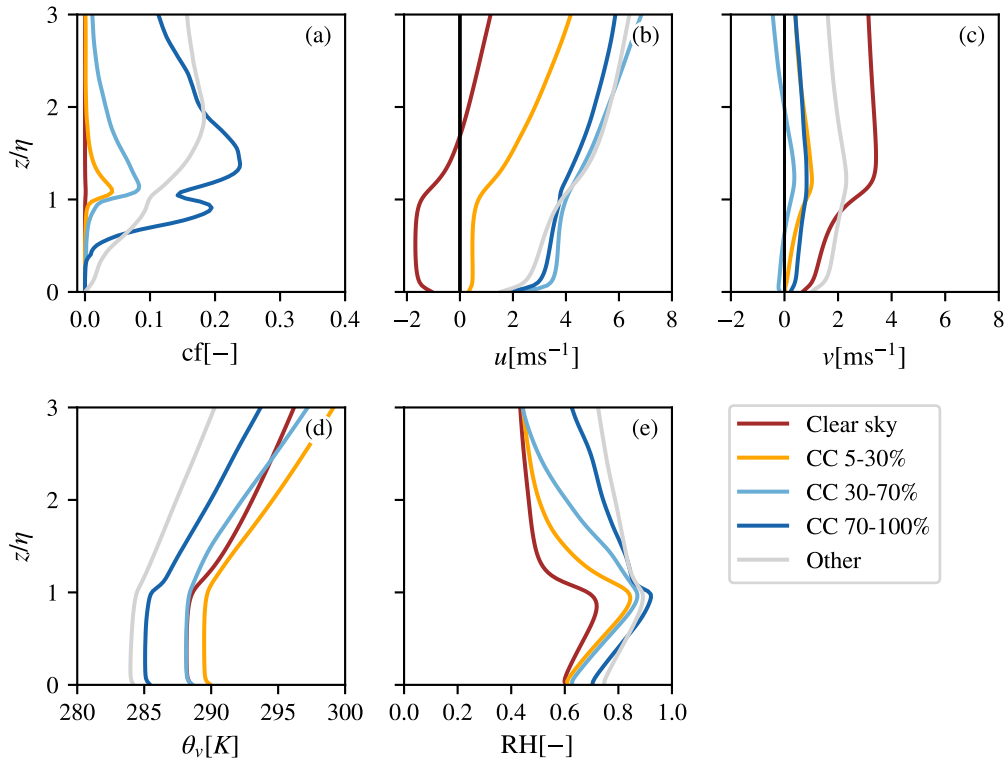 3
2
1
0
z/η
(a)
0.0 0.1 0.2 0.3 0.4
cf[−]
(b)
−2 0 2 4 6 8
u[ms⁻¹]
(c)
−2 0 2 4 6 8
v[ms⁻¹]
3
2
1
0
z/η
(d)
280 285 290 295 300
θᵥ[K]
(e)
0.0 0.2 0.4 0.6 0.8 1.0
RH[−]
Clear sky
CC 5-30%
CC 30-70%
CC 70-100%
Other